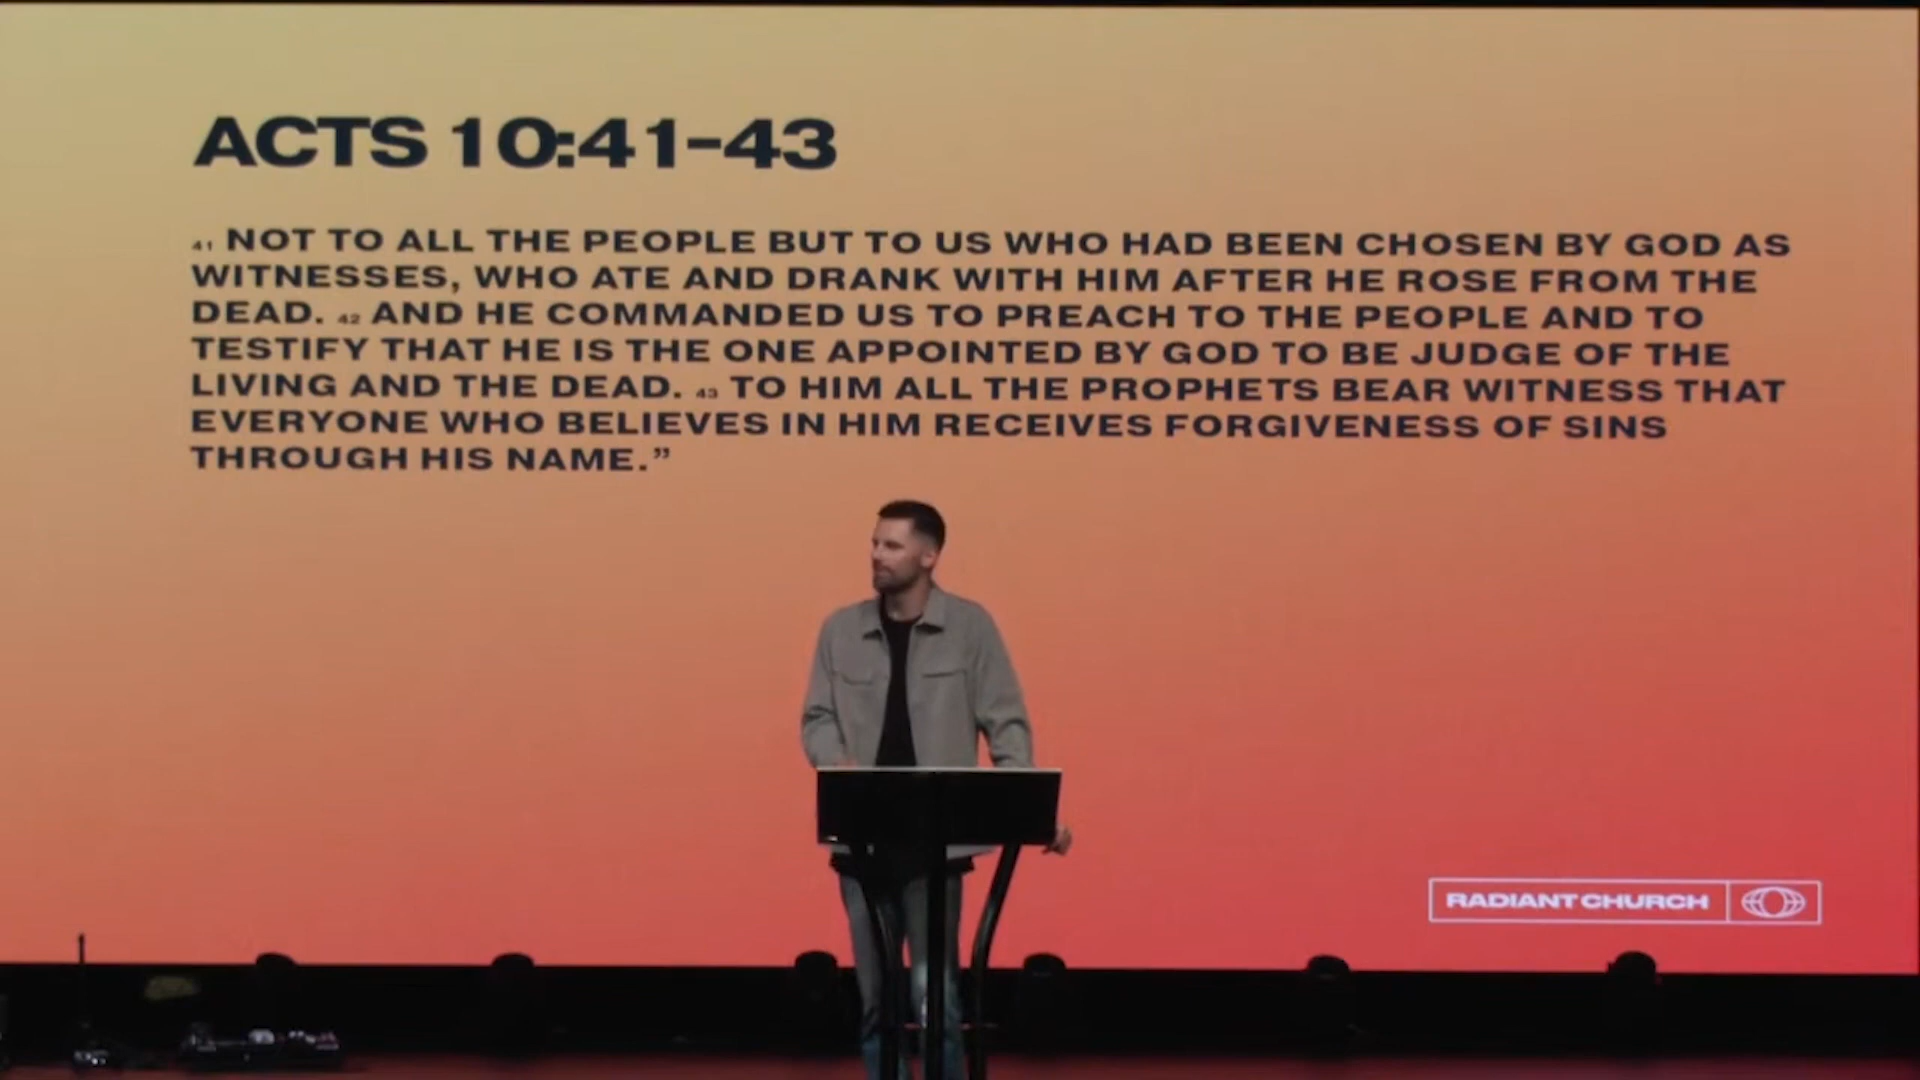 ACTS 10:41-43
41 NOT TO ALL THE PEOPLE BUT TO US WHO HAD BEEN CHOSEN BY GOD AS
WITNESSES, WHO ATE AND DRANK WITH HIM AFTER HE ROSE FROM THE
DEAD. 42 AND HE COMMANDED US TO PREACH TO THE PEOPLE AND TO
TESTIFY THAT HE IS THE ONE APPOINTED BY GOD TO BE JUDGE OF THE
LIVING AND THE DEAD. 43 TO HIM ALL THE PROPHETS BEAR WITNESS THAT
EVERYONE WHO BELIEVES IN HIM RECEIVES FORGIVENESS OF SINS
THROUGH HIS NAME.”
RADIANT CHURCH